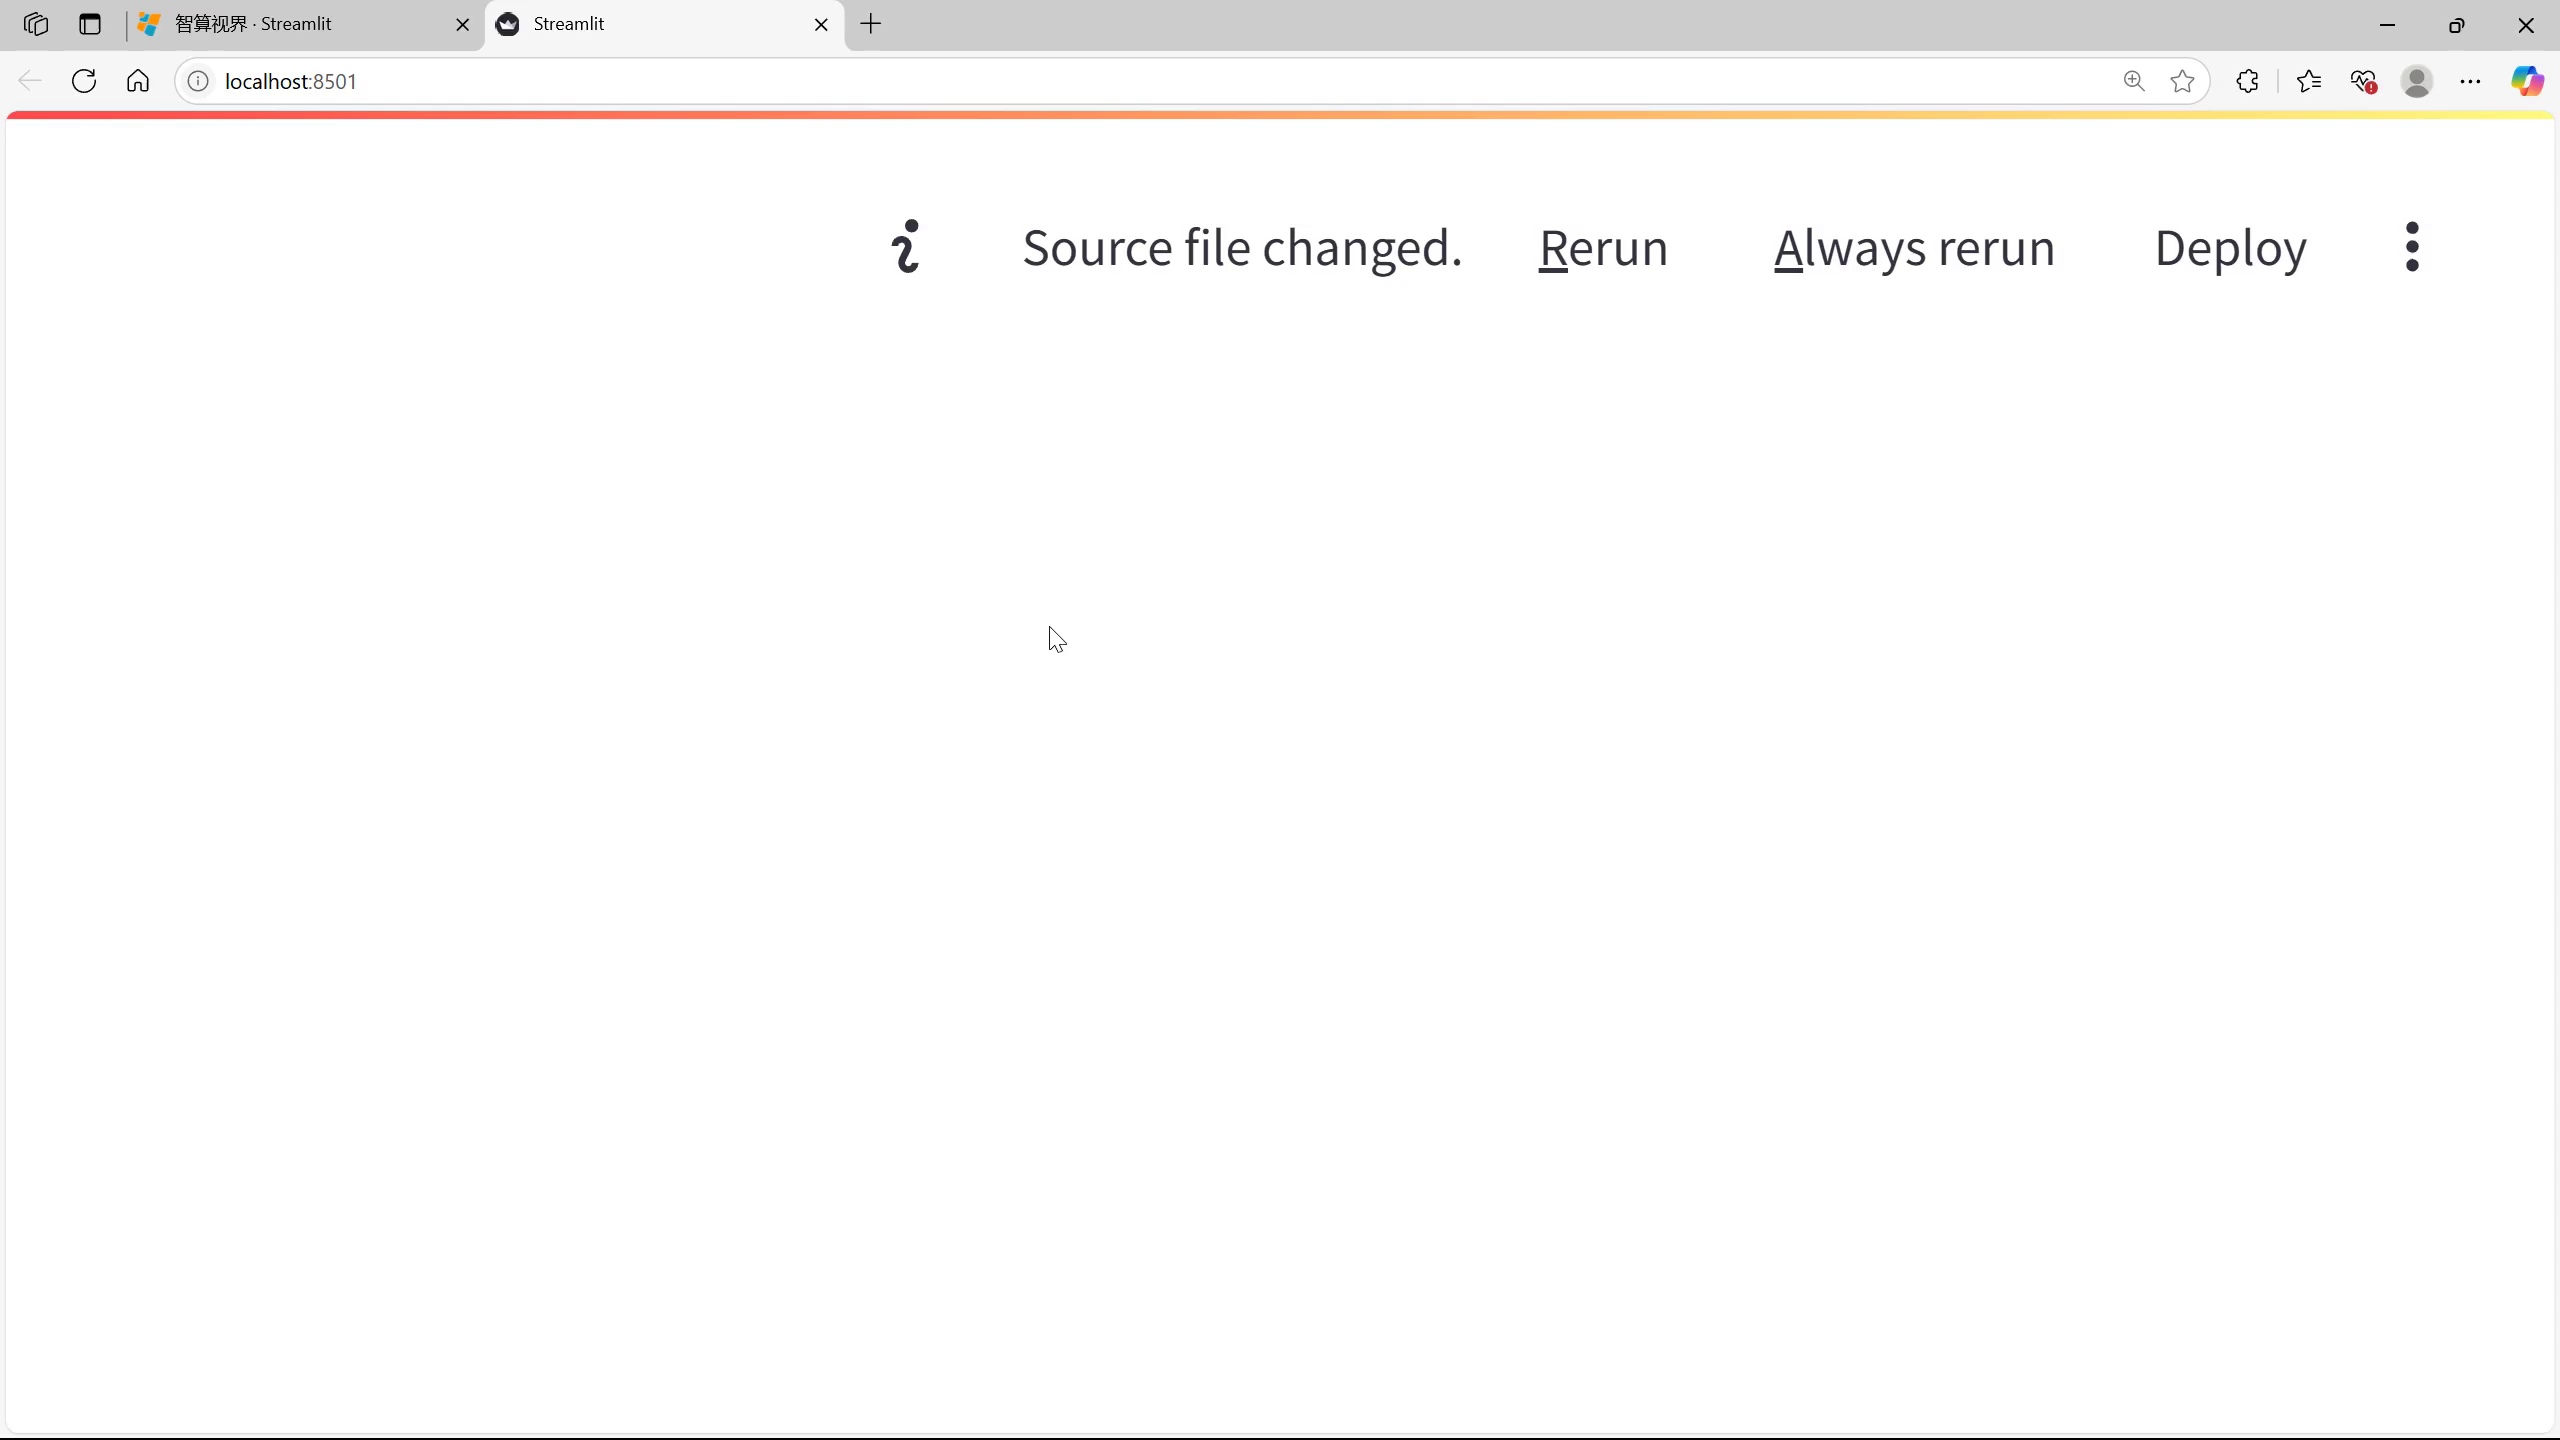 智算视界 · Streamlit
Streamlit
localhost:8501
Source file changed. Rerun Always rerun Deploy